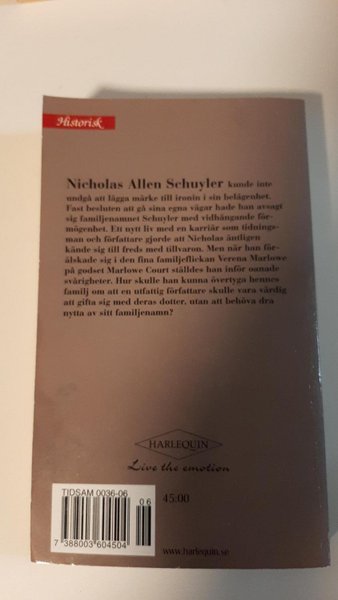 Historisk
Nicholas Allen Schuyler kunde inte
undgå att lägga märke till ironin i sin belägenhet.
Fast besluten att gå sina egna vägar hade han avsagt
sig familjenamnet Schuyler med vidhängande för-
mögenhet. Ett nytt liv med en karriär som tidnings-
man och författare gjorde att Nicholas äntligen
kände sig till freds med tillvaron. Men när han för-
älskade sig i den fina familjeflickan Verena Marlowe
på godset Marlowe Court ställdes han inför oanade
svårigheter. Hur skulle han kunna övertyga hennes
familj om att en utfattig författare skulle vara värdig
att gifta sig med deras dotter, utan att behöva dra
nytta av sitt familjenamn?
HARLEQUIN
Live the emotion
TIDSAM 0036-06
06
45:00
7 388003 604504
www.harlequin.se